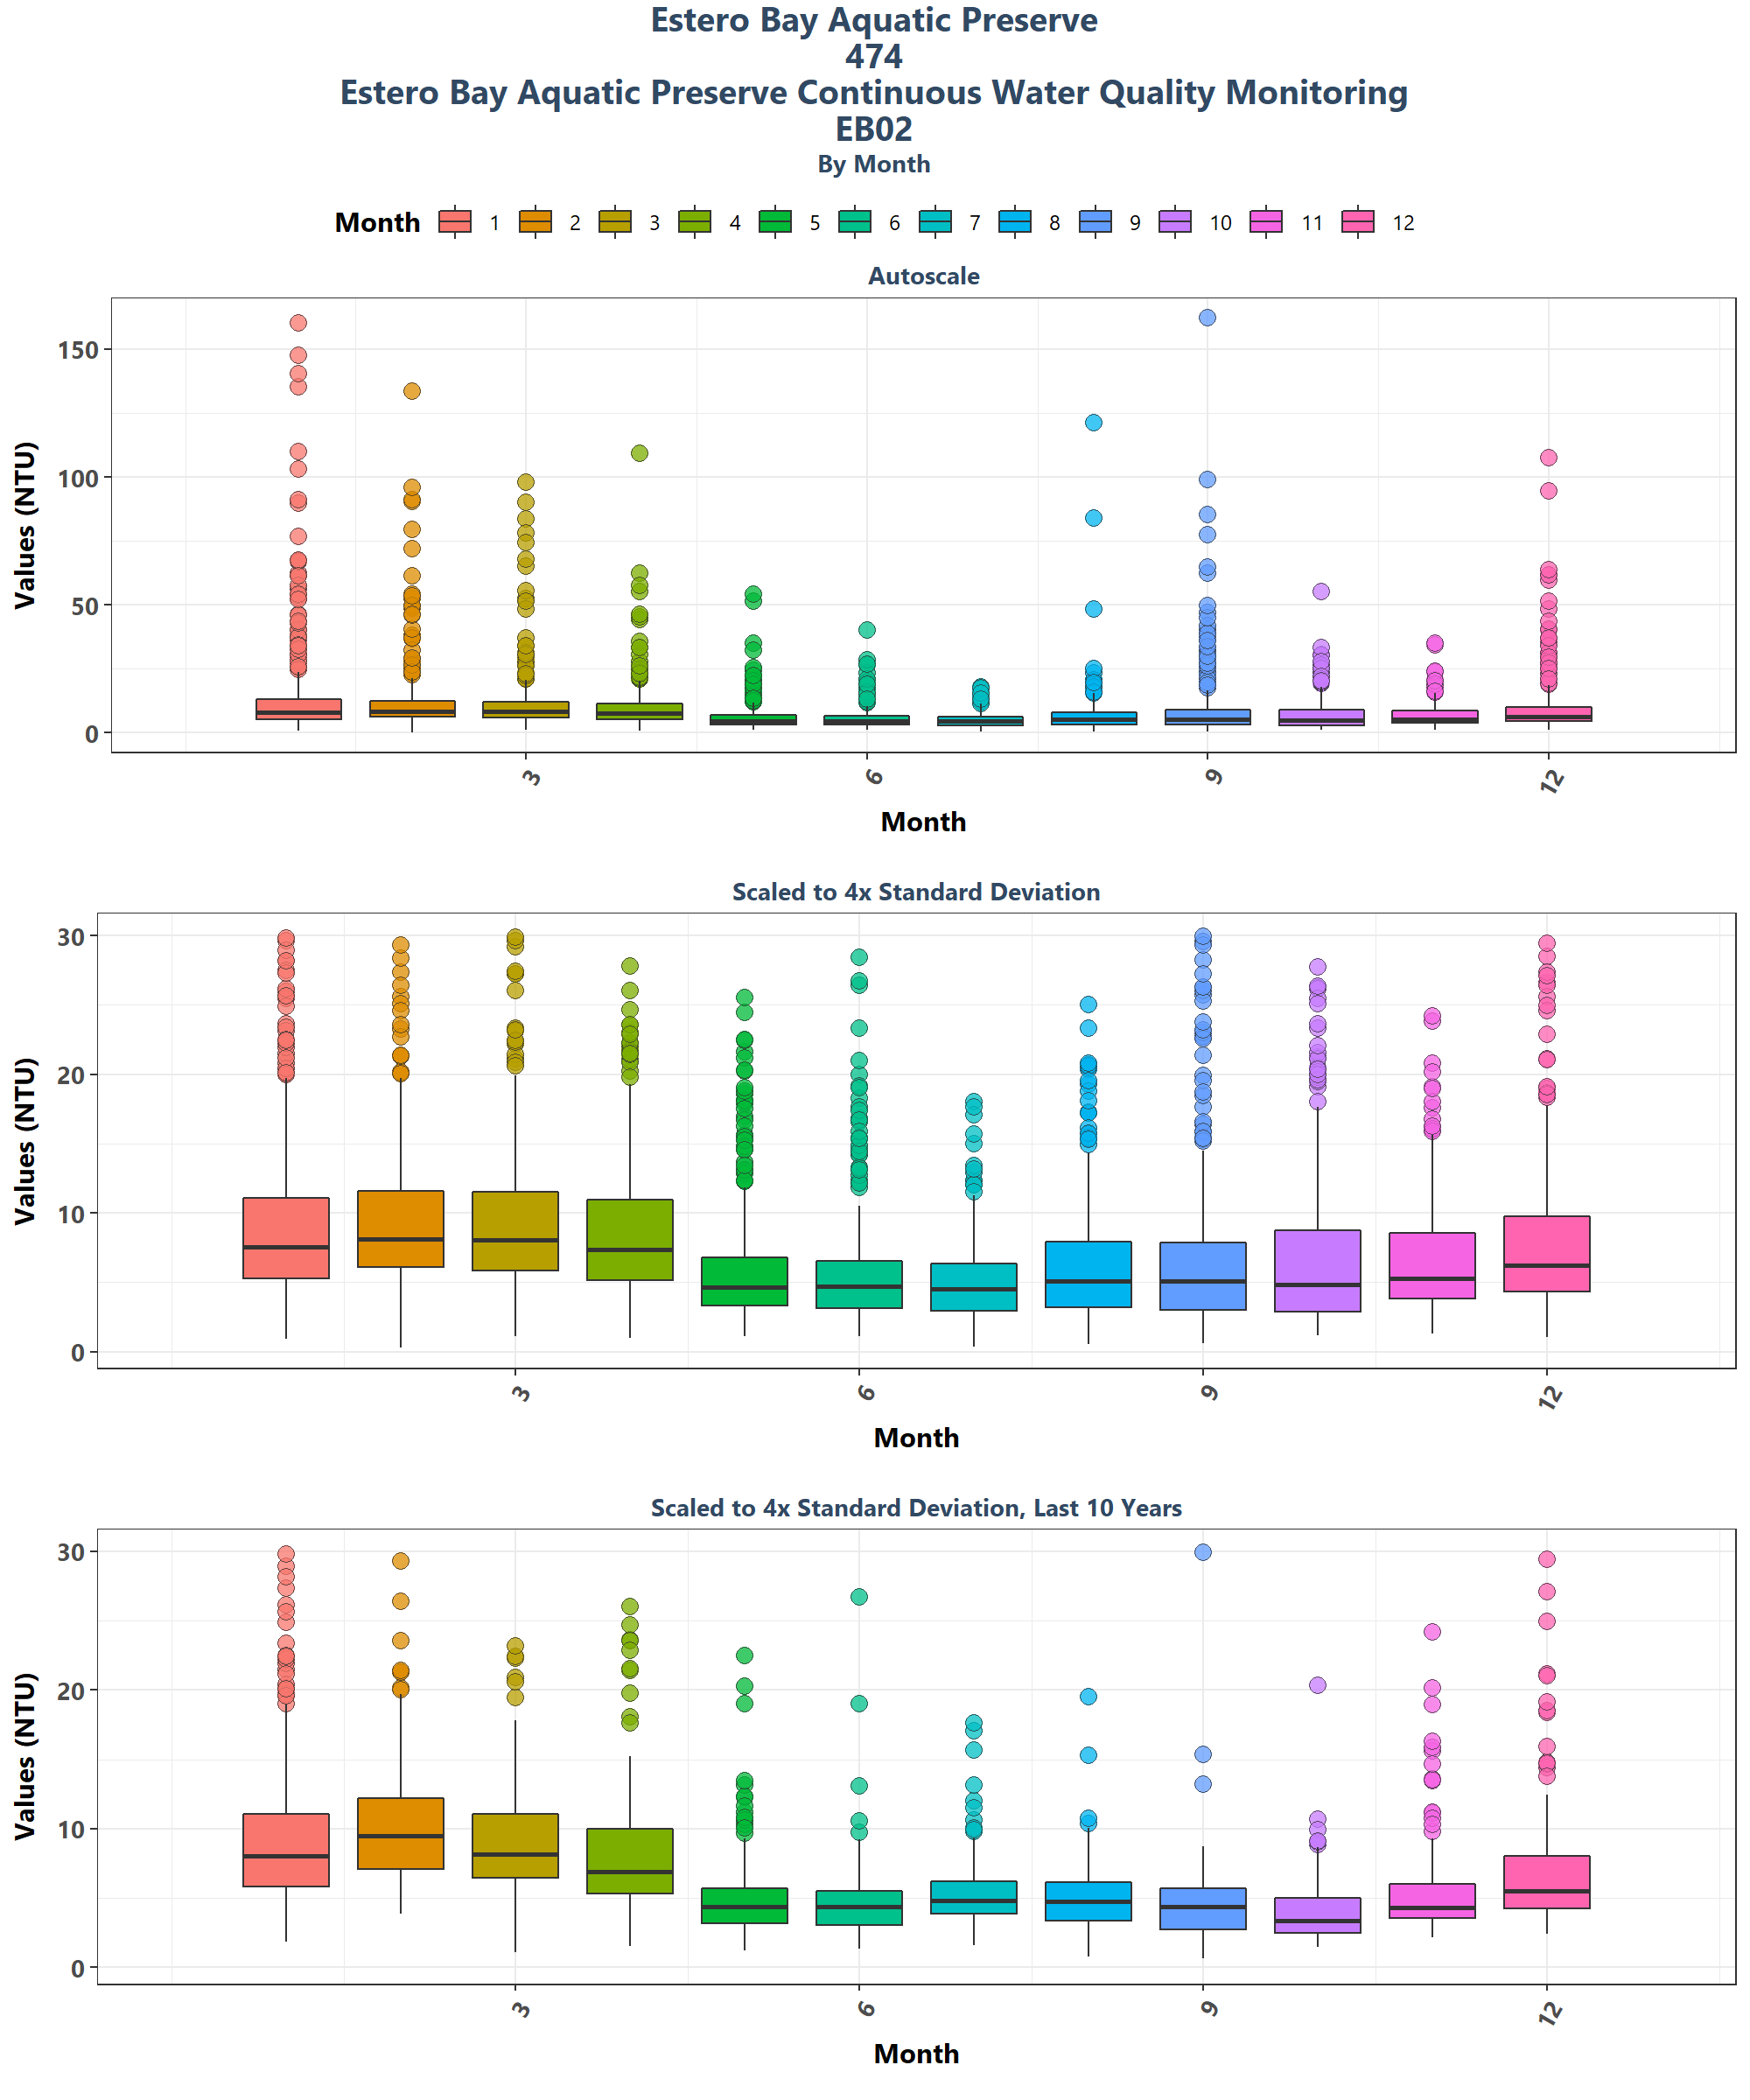 Estero Bay Aquatic Preserve
474
Estero Bay Aquatic Preserve Continuous Water Quality Monitoring
EB02
By Month
Month 1 2 3 4 5 6 7 8 9 10 11 12
Autoscale
Values (NTU)
150
100
50
0
3 6 9 12
Month
Scaled to 4x Standard Deviation
Values (NTU)
30
20
10
0
3 6 9 12
Month
Scaled to 4x Standard Deviation, Last 10 Years
Values (NTU)
30
20
10
0
3 6 9 12
Month